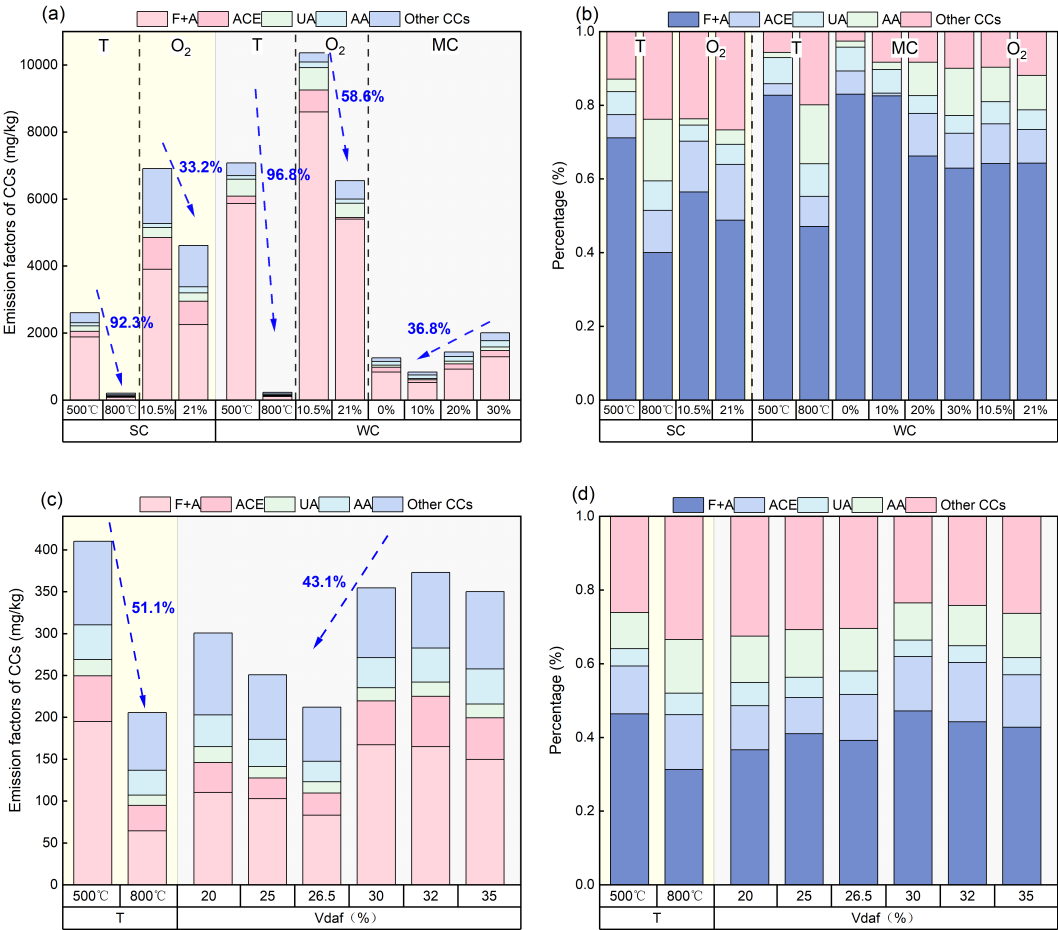 (a)
F+A ACE UA AA Other CCs
T O2 T O2 MC
Emission factors of CCs (mg/kg)
10000
8000
6000
4000
2000
0
92.3%
33.2%
96.8%
58.6%
36.8%
500℃ 800℃ 10.5% 21% 500℃ 800℃ 10.5% 21% 0% 10% 20% 30%
SC WC
(b)
F+A ACE UA AA Other CCs
T O2 T MC O2
Percentage (%)
1.0
0.8
0.6
0.4
0.2
0.0
500℃ 800℃ 10.5% 21% 500℃ 800℃ 0% 10% 20% 30% 10.5% 21%
SC WC
(c)
F+A ACE UA AA Other CCs
Emission factors of CCs (mg/kg)
400
350
300
250
200
150
100
50
0
51.1%
43.1%
500℃ 800℃ 20 25 26.5 30 32 35
T Vdaf（%）
(d)
F+A ACE UA AA Other CCs
Percentage (%)
1.0
0.8
0.6
0.4
0.2
0.0
500℃ 800℃ 20 25 26.5 30 32 35
T Vdaf（%）